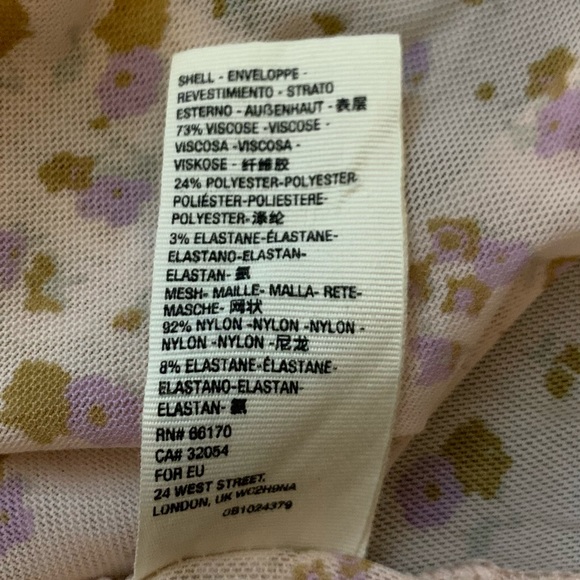 SHELL - ENVELOPPE -
REVESTIMIENTO - STRATO
ESTERNO - AUßENHAUT - 表层
73% VISCOSE -VISCOSE -
VISCOSA -VISCOSA -
VISKOSE - 纤维胶
24% POLYESTER-POLYESTER-
POLIÉSTER-POLIESTERE-
POLYESTER-涤纶
3% ELASTANE-ÉLASTANE-
ELASTANO-ELASTAN-
ELASTAN-
MESH- MAILLE- MALLA- RETE-
MASCHE- 网状
92% NYLON -NYLON -NYLON -
NYLON -NYLON -尼龙
8% ELASTANE-ÉLASTANE-
ELASTANO-ELASTAN-
ELASTAN-
RN# 66170
CA# 32054
FOR EU
24 WEST STREET,
LONDON, UK
0B1024379